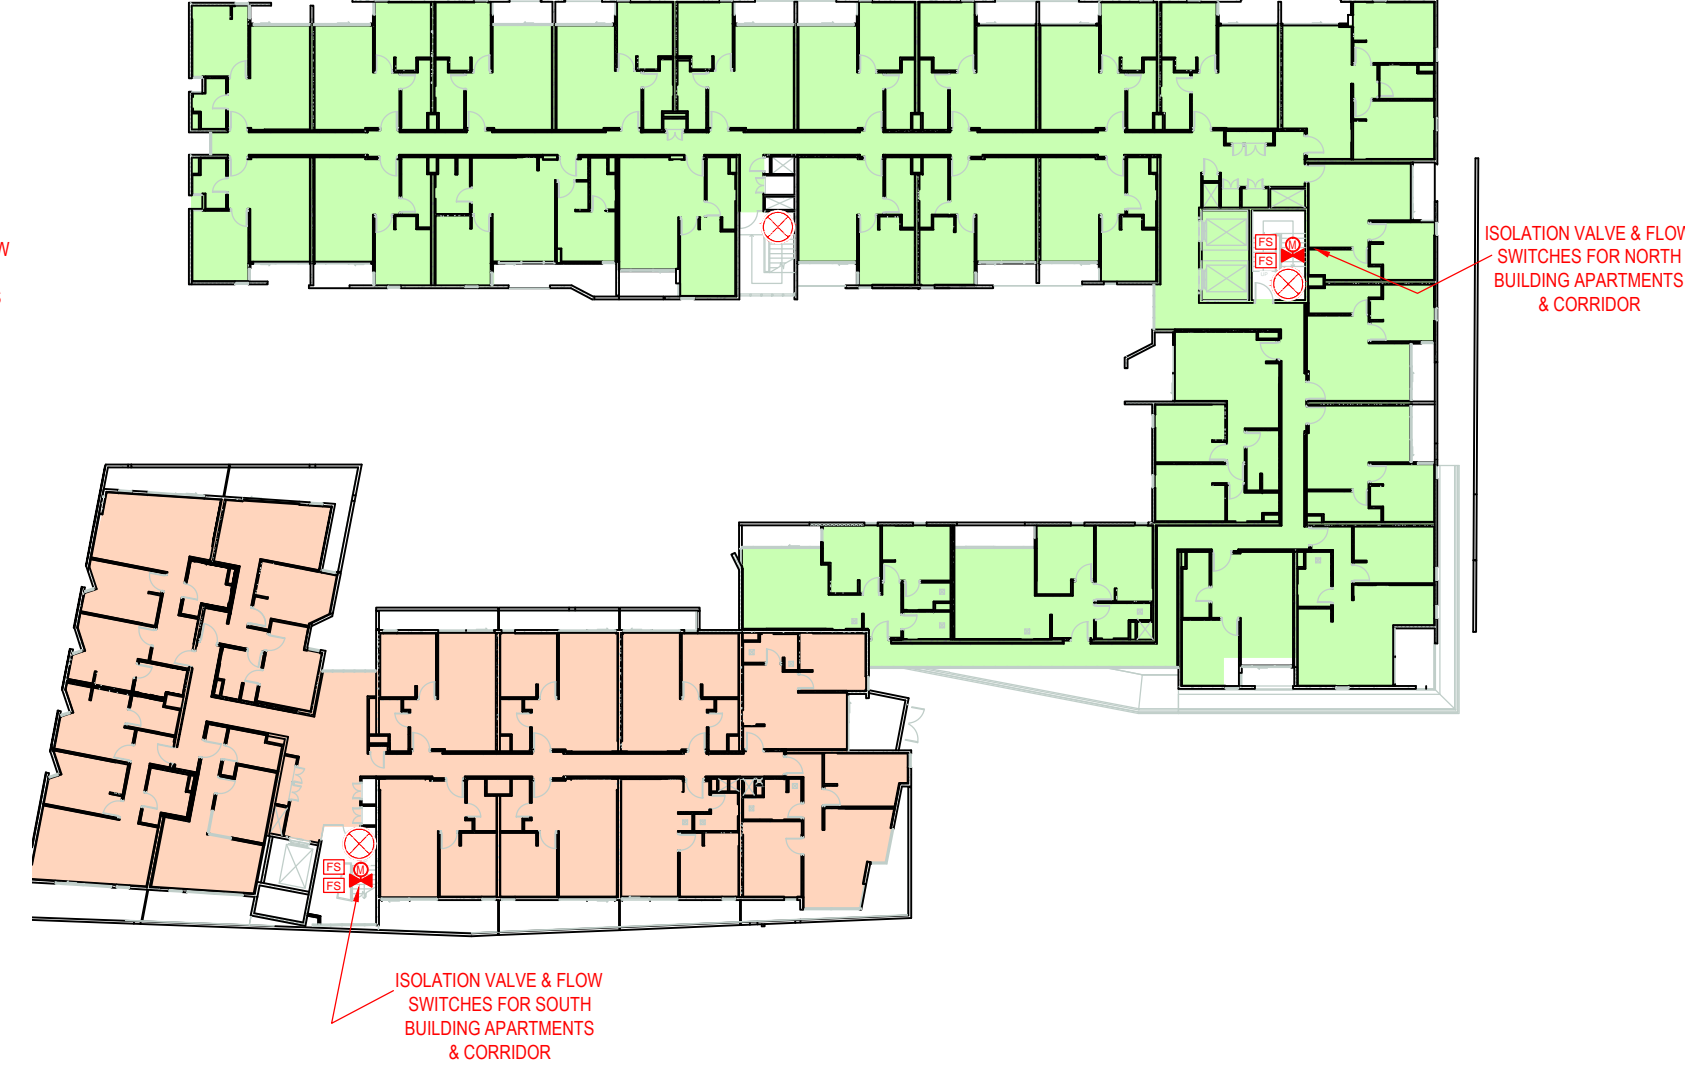 W
ISOLATION VALVE & FLOW
SWITCHES FOR NORTH
BUILDING APARTMENTS
& CORRIDOR
FS
M
FS
FS
M
FS
ISOLATION VALVE & FLOW
SWITCHES FOR SOUTH
BUILDING APARTMENTS
& CORRIDOR